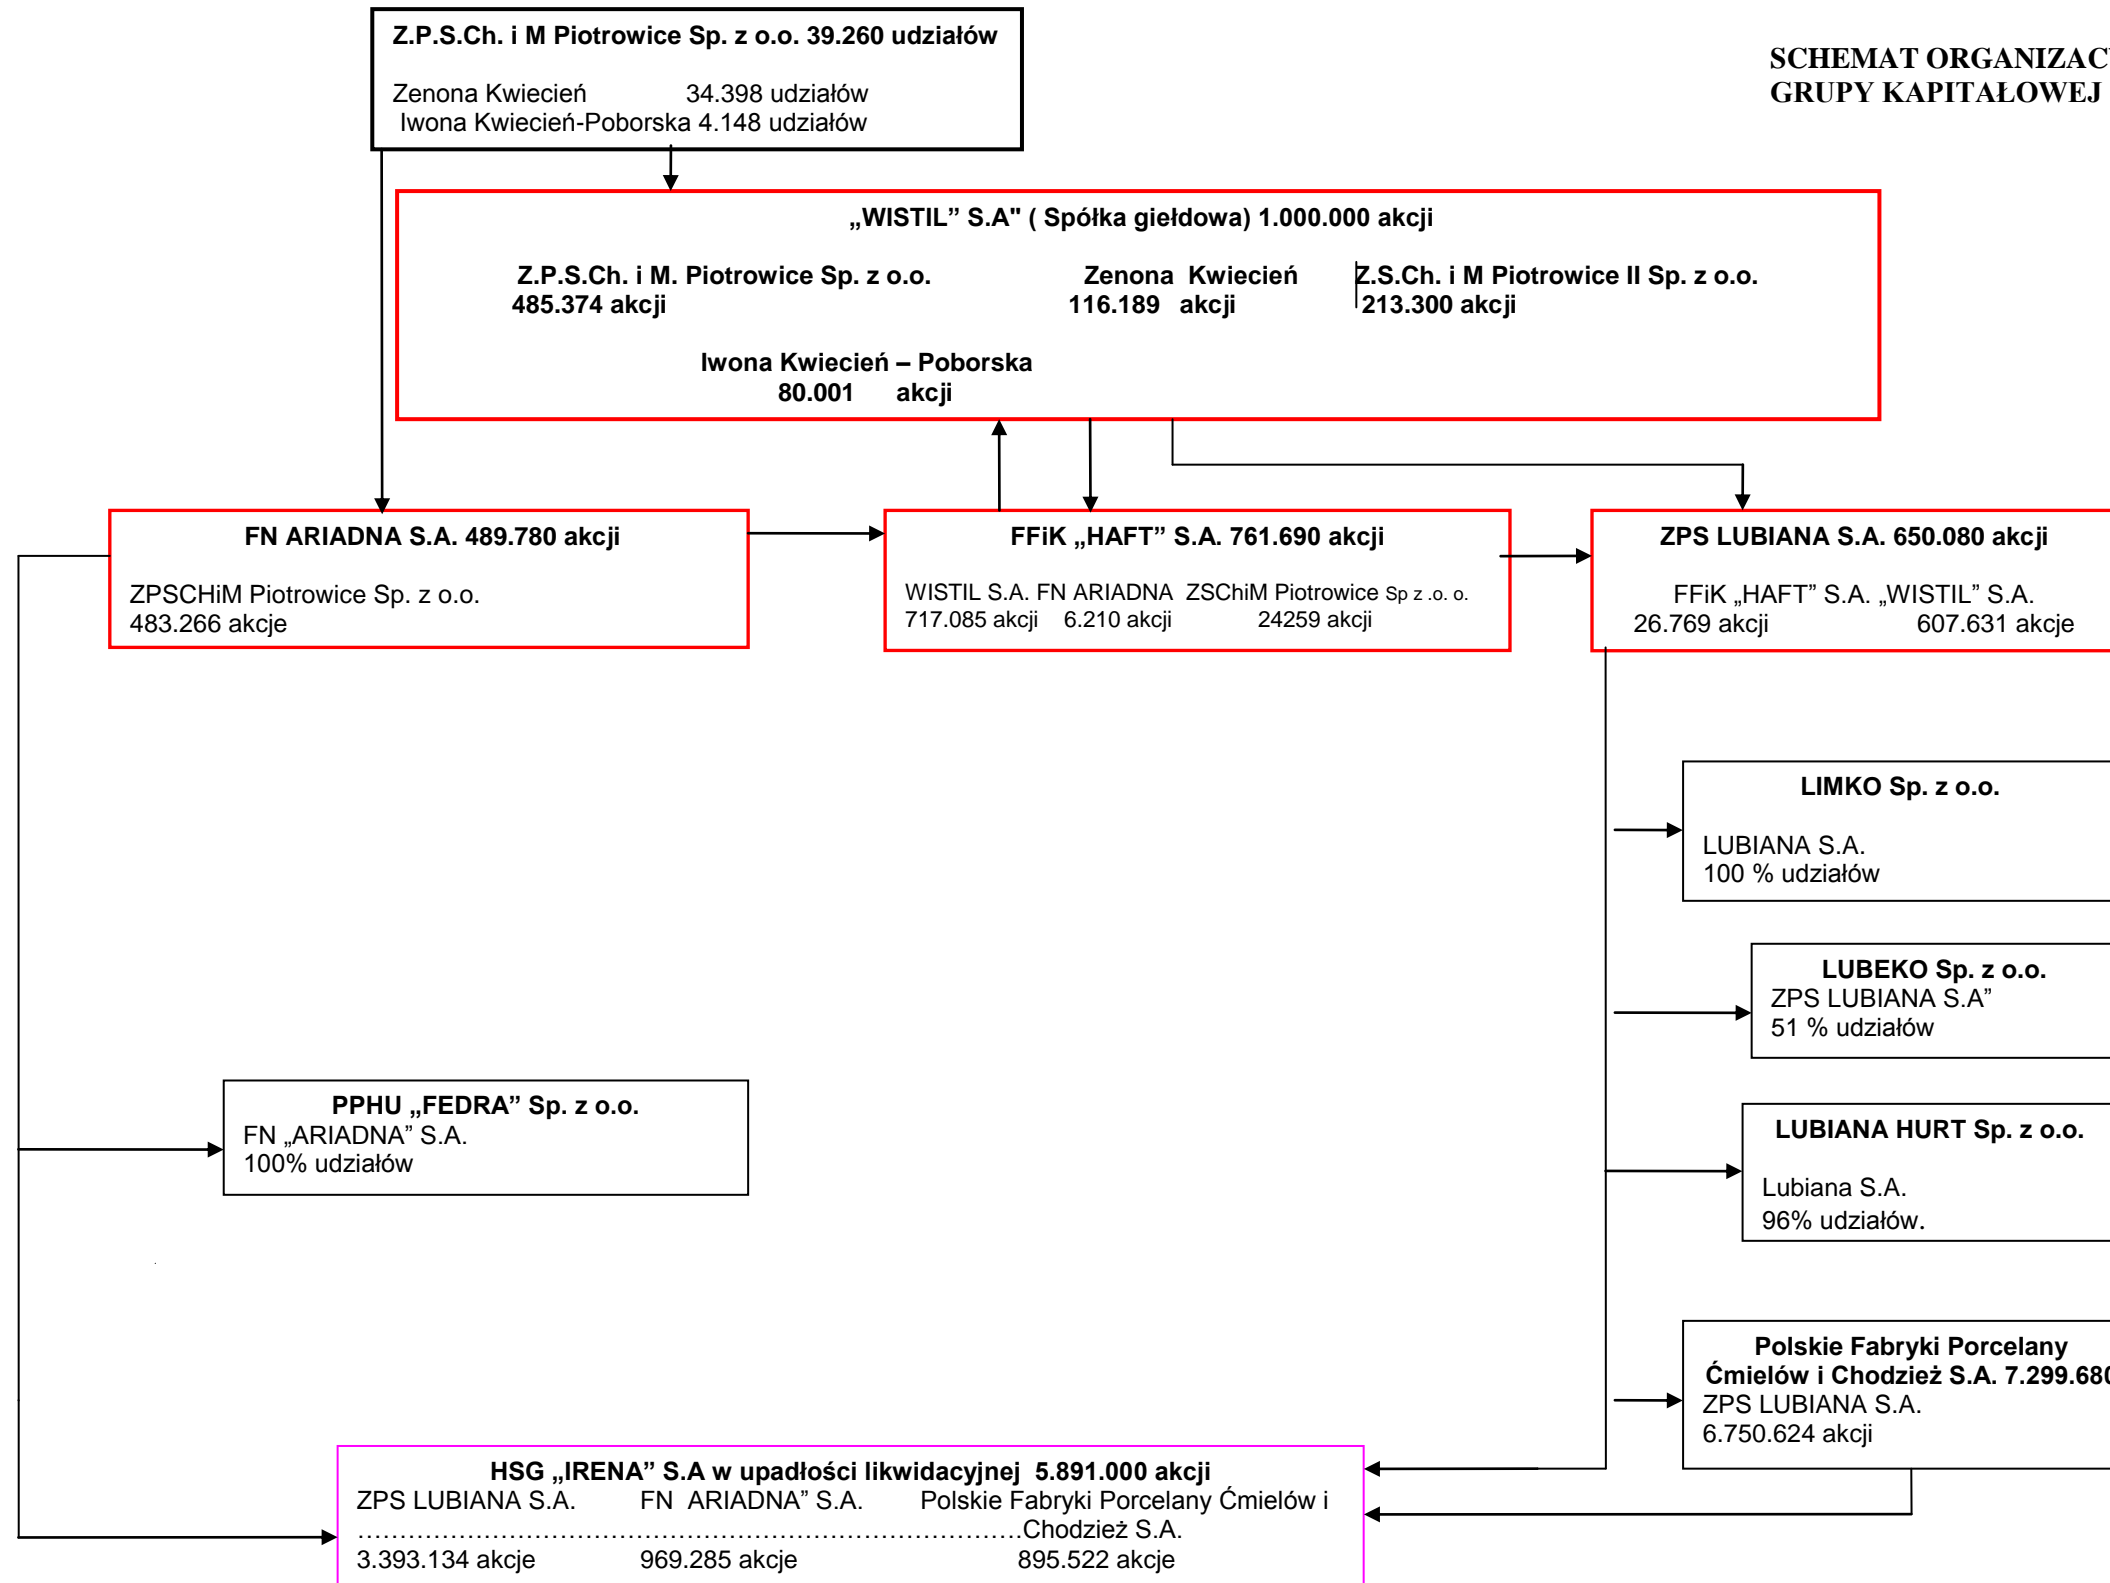 Z.P.S.Ch. i M Piotrowice Sp. z o.o. 39.260 udziałów
Zenona Kwiecień 34.398 udziałów
Iwona Kwiecień-Poborska 4.148 udziałów
SCHEMAT ORGANIZAC
GRUPY KAPITAŁOWEJ
„WISTIL” S.A" ( Spółka giełdowa) 1.000.000 akcji
Z.P.S.Ch. i M. Piotrowice Sp. z o.o. Zenona Kwiecień Z.S.Ch. i M Piotrowice II Sp. z o.o.
485.374 akcji 116.189 akcji 213.300 akcji
Iwona Kwiecień – Poborska
80.001 akcji
FN ARIADNA S.A. 489.780 akcji
ZPSCHiM Piotrowice Sp. z o.o.
483.266 akcje
FFiK „HAFT” S.A. 761.690 akcji
WISTIL S.A. FN ARIADNA ZSChiM Piotrowice Sp z .o. o.
717.085 akcji 6.210 akcji 24259 akcji
ZPS LUBIANA S.A. 650.080 akcji
FFiK „HAFT” S.A. „WISTIL” S.A.
26.769 akcji 607.631 akcje
LIMKO Sp. z o.o.
LUBIANA S.A.
100 % udziałów
LUBEKO Sp. z o.o.
ZPS LUBIANA S.A”
51 % udziałów
PPHU „FEDRA” Sp. z o.o.
FN „ARIADNA” S.A.
100% udziałów
LUBIANA HURT Sp. z o.o.
Lubiana S.A.
96% udziałów.
Polskie Fabryki Porcelany
Ćmielów i Chodzież S.A. 7.299.680
ZPS LUBIANA S.A.
6.750.624 akcji
HSG „IRENA” S.A w upadłości likwidacyjnej 5.891.000 akcji
ZPS LUBIANA S.A. FN ARIADNA” S.A. Polskie Fabryki Porcelany Ćmielów i
……………………………………………………………………….Chodzież S.A.
3.393.134 akcje 969.285 akcje 895.522 akcje